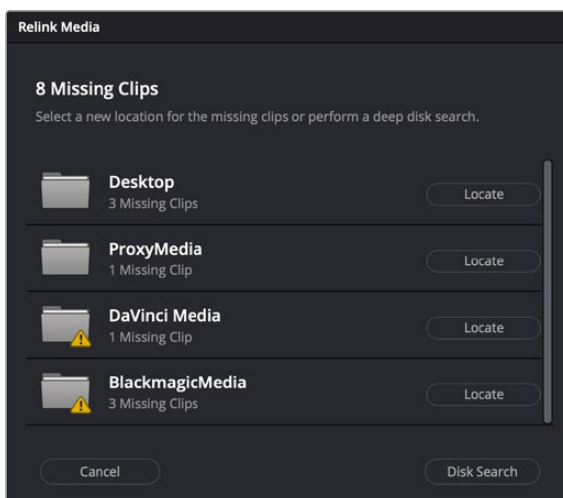 Relink Media
8 Missing Clips
Select a new location for the missing clips or perform a deep disk search.
Desktop
3 Missing Clips
Locate
ProxyMedia
1 Missing Clip
Locate
DaVinci Media
1 Missing Clip
Locate
BlackmagicMedia
3 Missing Clips
Locate
Cancel
Disk Search